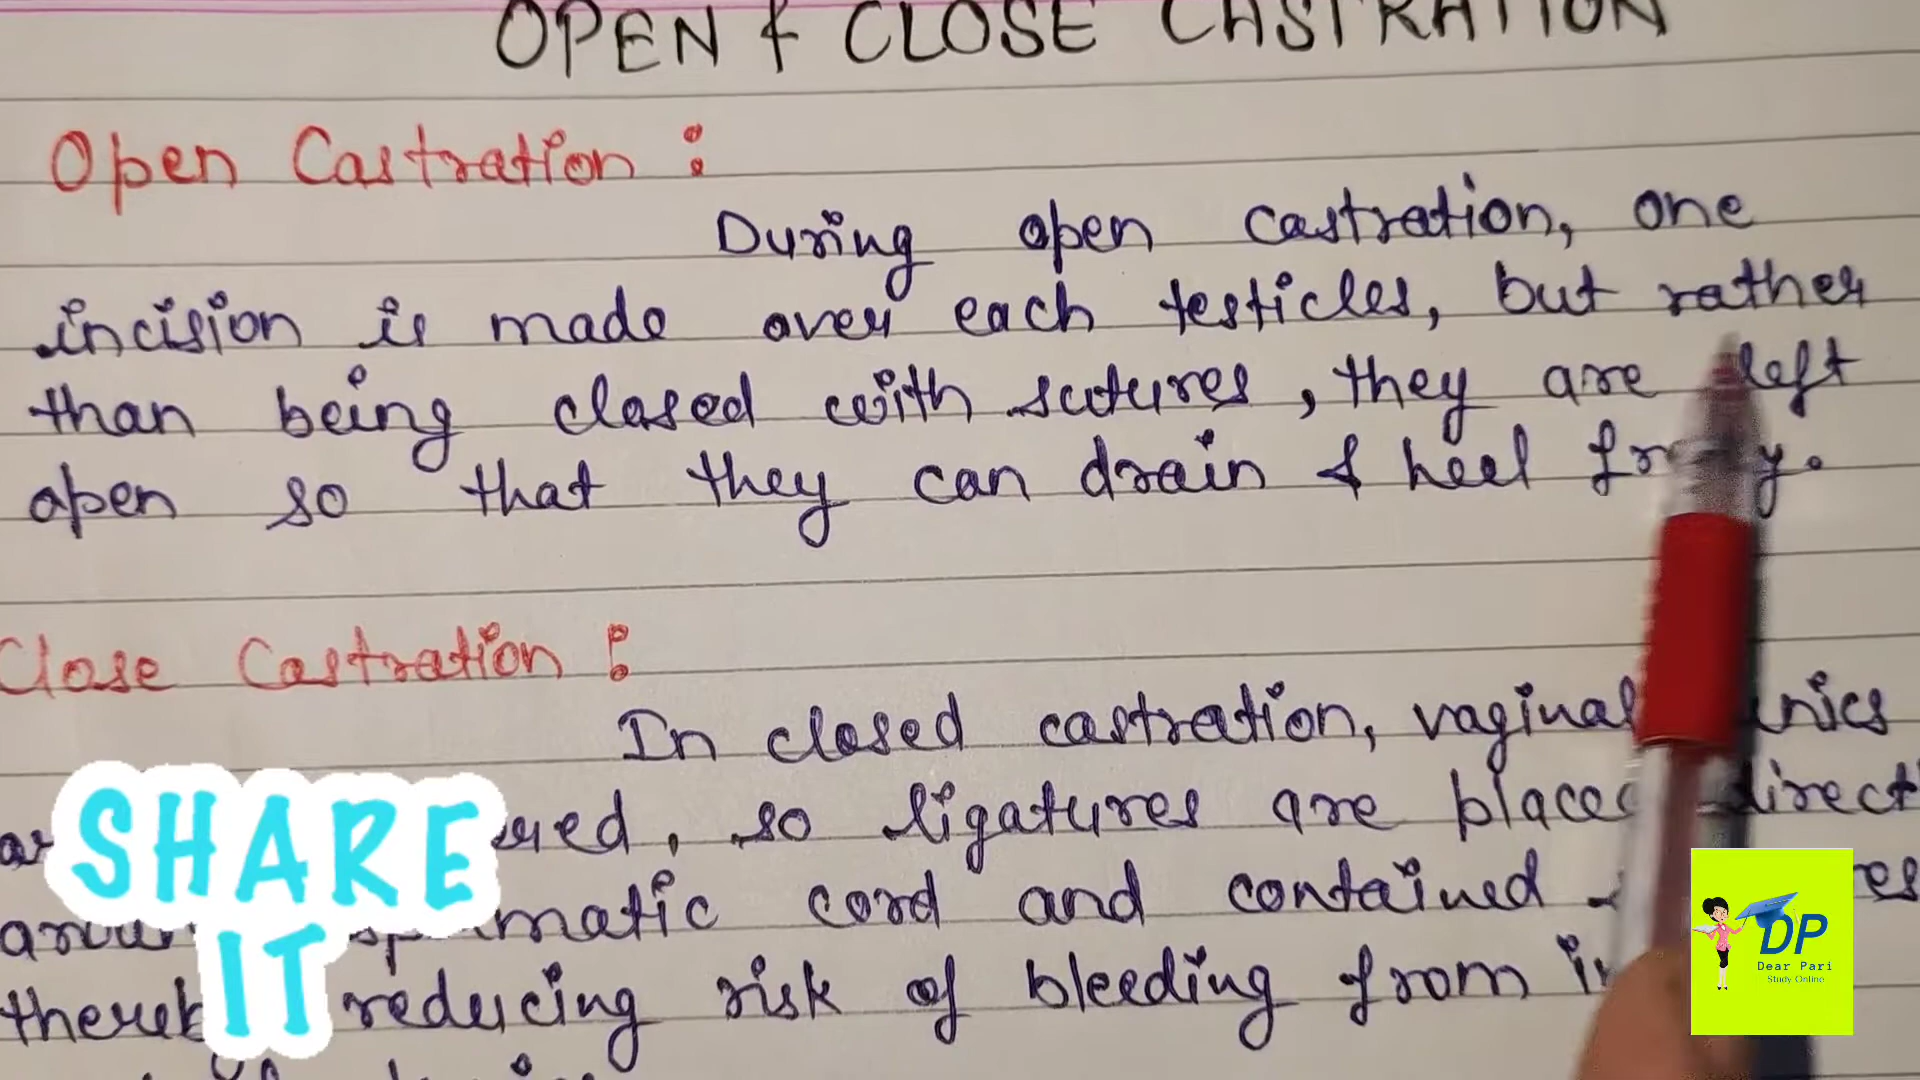 OPEN & CLOSE CASTRATION
Open Castration :
During open castration, one
incision is made over each testicles, but rather
than being closed with sutures, they are left
open so that they can drain & heel
Close Castration :
In closed castration, vaginal
so ligatures are placed
cord and contained
reducing risk of bleeding from
SHARE
IT
DP
Dear Pari
Study Online